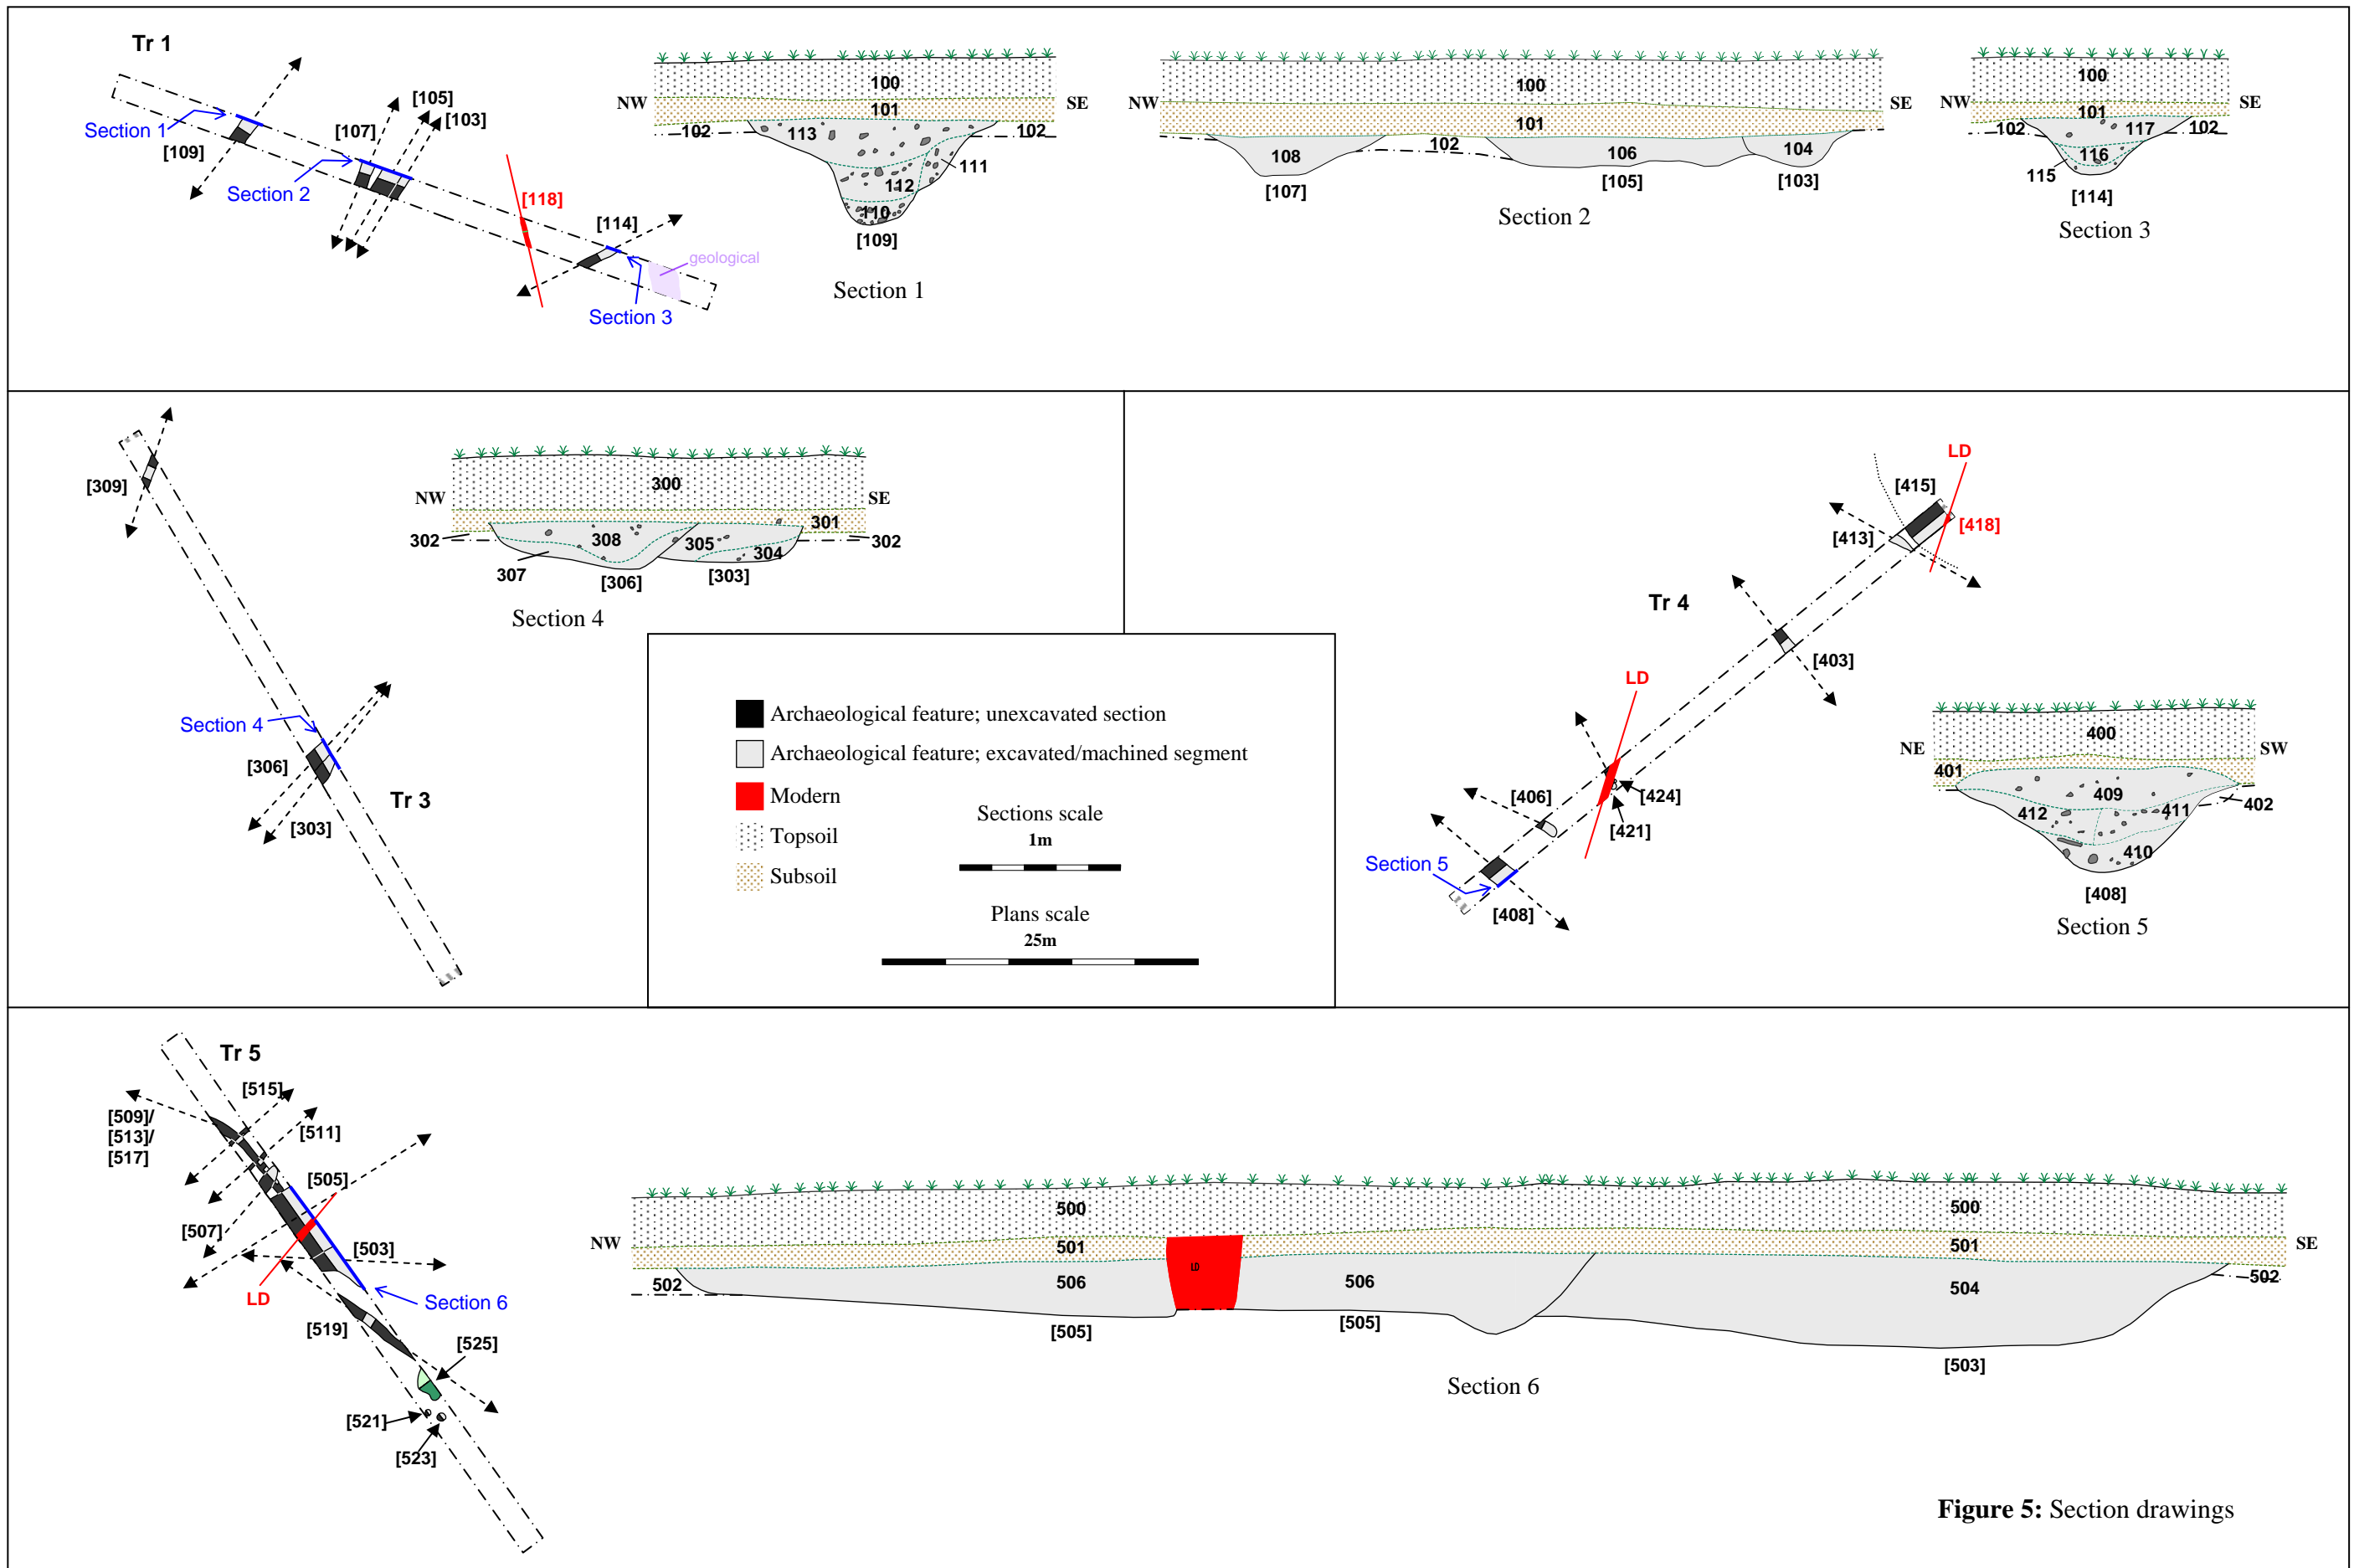 Tr 1
[105]
[103]
[107]
Section 1
[109]
Section 2
[118]
[114]
geological
Section 3
NW
SE
100
101
102
102
113
111
112
110
[109]
Section 1
NW
SE
100
101
108
102
106
104
[107]
[105]
[103]
Section 2
NW
SE
100
101
102
117
102
116
115
[114]
Section 3
[309]
Section 4
[306]
Tr 3
[303]
NW
SE
300
301
302
308
305
304
302
307
[306]
[303]
Section 4
LD
[415]
[418]
[413]
Tr 4
[403]
LD
[406]
[424]
[421]
Section 5
[408]
NE
SW
400
401
409
402
412
411
410
[408]
Section 5
Archaeological feature; unexcavated section
Archaeological feature; excavated/machined segment
Modern
Topsoil
Subsoil
Sections scale
1m
Plans scale
25m
Tr 5
[515]
[509]/
[513]/
[517]
[511]
[505]
[507]
[503]
LD
Section 6
[519]
[525]
[521]
[523]
NW
SE
500
500
501
501
502
506
LD
506
504
502
[505]
[505]
[503]
Section 6
Figure 5: Section drawings